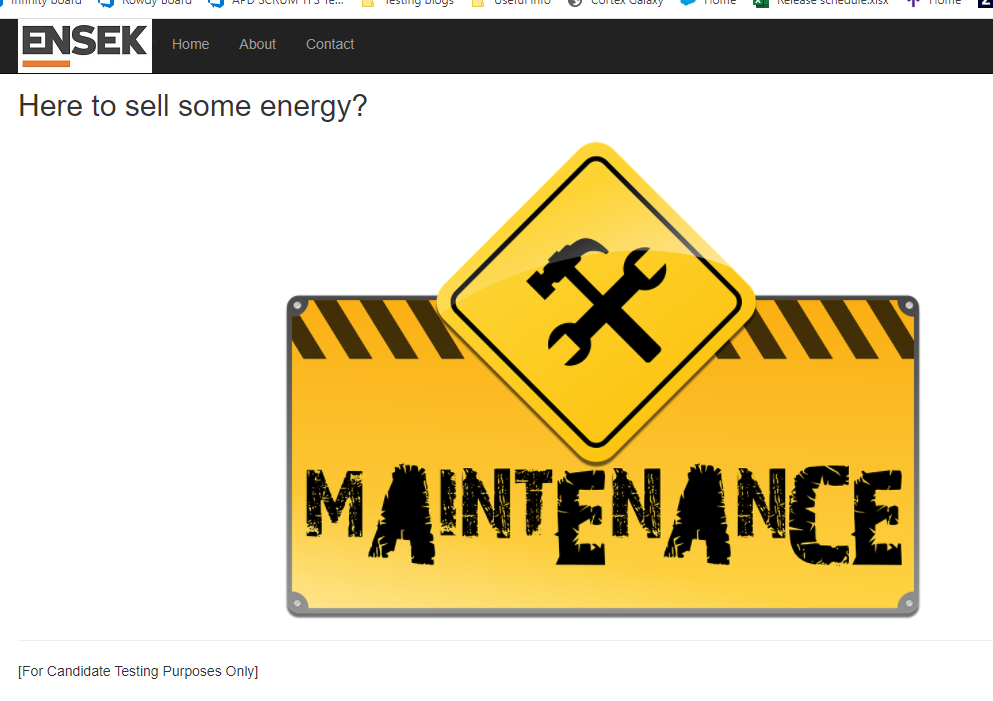 Infinity Board Rowdy Board APD SCRUM TFS Te... Testing Blogs Useful Info Cortex Galaxy Home Release schedule.xlsx Home
ENSEK Home About Contact
Here to sell some energy?
MAINTENANCE
[For Candidate Testing Purposes Only]